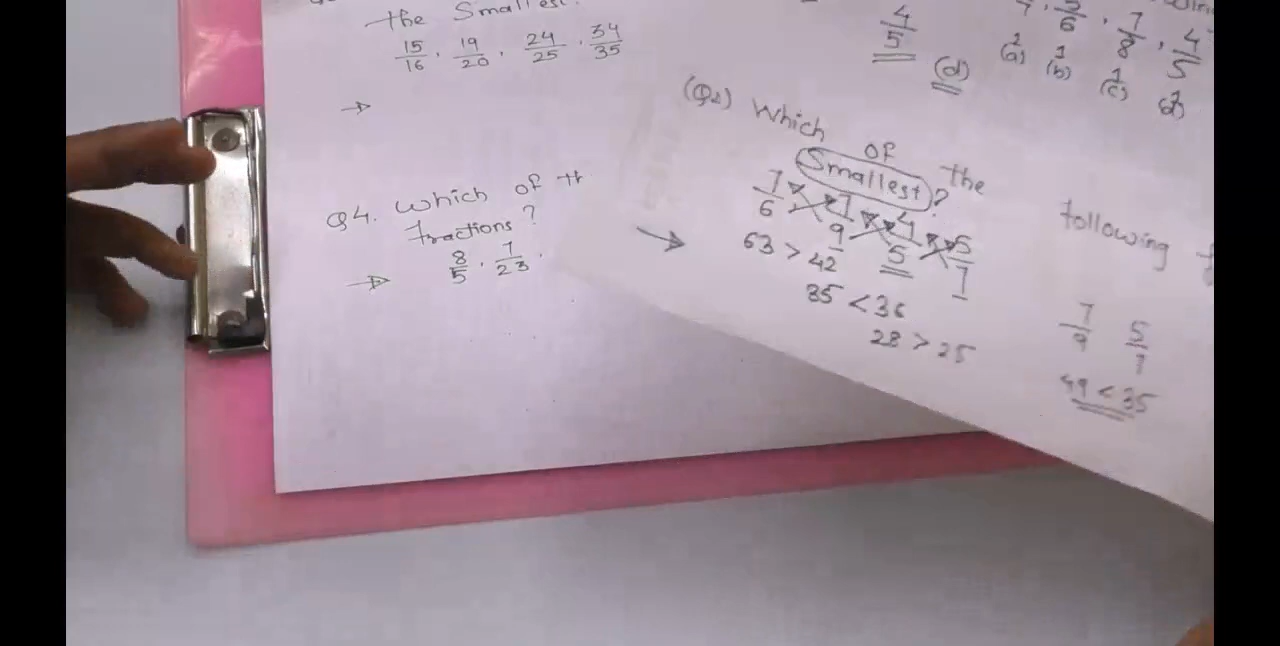 the Smallest.
15/16, 19/20, 24/25, 34/35
Q4. Which of th
fractions?
8/5, 7/23,
4/5
5/6, 7/8, 4/5
(d)
(a) (b) (c) (d)
(Q2) Which of the following
Smallest?
7/6 7/9 4/5 5/7
63 > 42
35 < 36
28 > 25
7/9 5/7
49 < 35